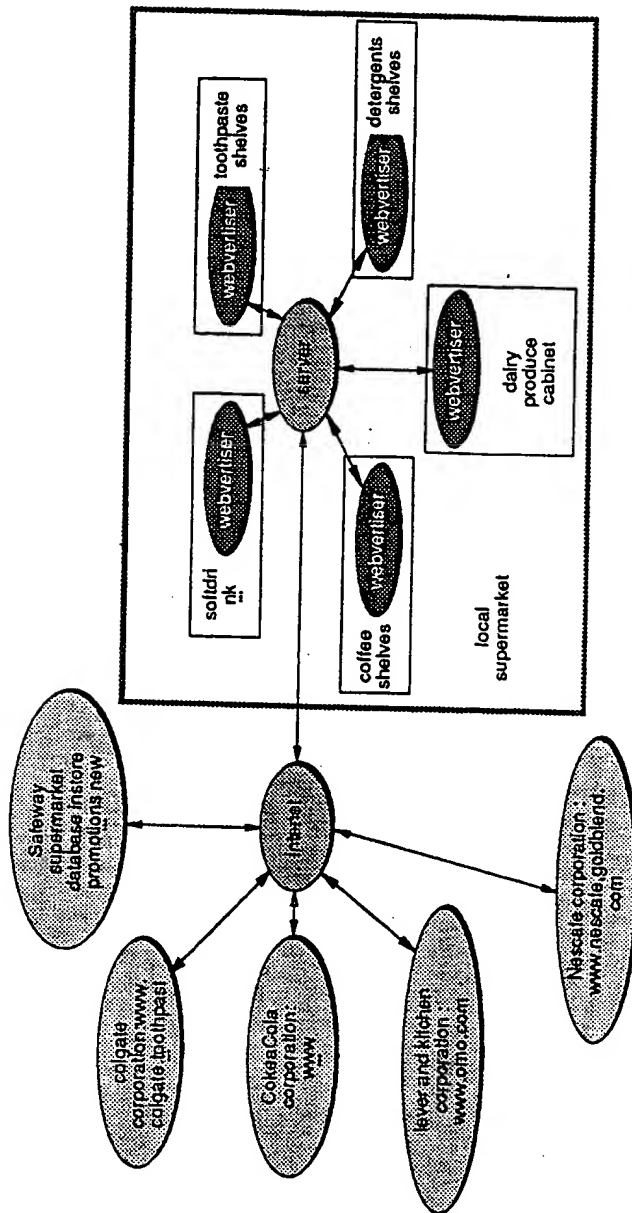 Safeway
supermarket
database instore
promotions new
...
colgate
corporation:www.
colgate.toothpast
...
CokeaCola
corporation:
www
...
lever and kitchen
corporation :
www.omo.com
Nescafe corporation :
www.nescafe.goldblend.
com
Internet
server
softdri
nk
...
webvertiser
toothpaste
shelves
webvertiser
coffee
shelves
webvertiser
dairy
produce
cabinet
webvertiser
detergents
shelves
webvertiser
local
supermarket